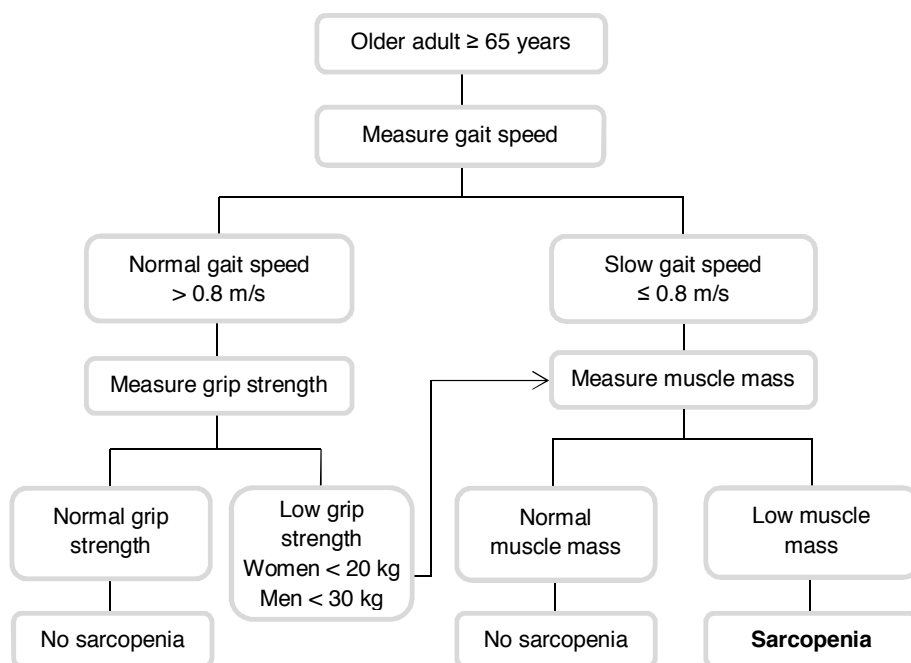 Older adult ≥ 65 years
Measure gait speed
Normal gait speed
> 0.8 m/s
Slow gait speed
≤ 0.8 m/s
Measure grip strength
Measure muscle mass
Normal grip
strength
Low grip
strength
Women < 20 kg
Men < 30 kg
Normal
muscle mass
Low muscle
mass
No sarcopenia
No sarcopenia
Sarcopenia